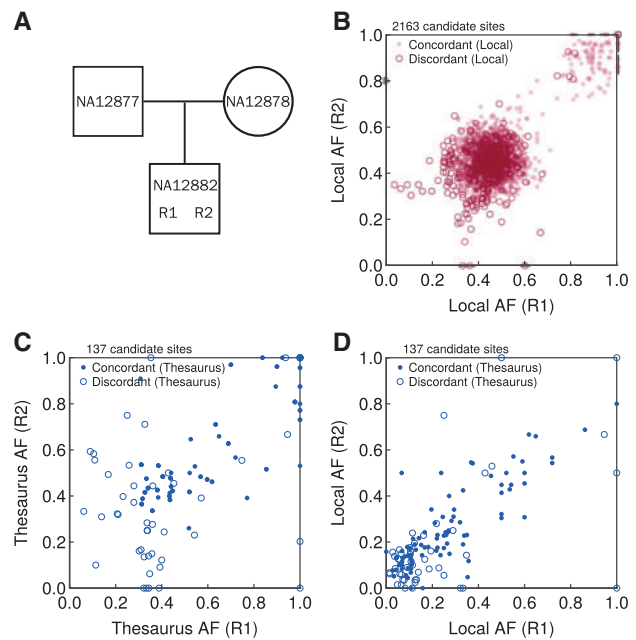 A
NA12877
NA12878
NA12882
R1 R2
B
2163 candidate sites
Concordant (Local)
Discordant (Local)
1.0
0.8
0.6
0.4
0.2
0.0
Local AF (R2)
0.0 0.2 0.4 0.6 0.8 1.0
Local AF (R1)
C
137 candidate sites
Concordant (Thesaurus)
Discordant (Thesaurus)
1.0
0.8
0.6
0.4
0.2
0.0
Thesaurus AF (R2)
0.0 0.2 0.4 0.6 0.8 1.0
Thesaurus AF (R1)
D
137 candidate sites
Concordant (Thesaurus)
Discordant (Thesaurus)
1.0
0.8
0.6
0.4
0.2
0.0
Local AF (R2)
0.0 0.2 0.4 0.6 0.8 1.0
Local AF (R1)